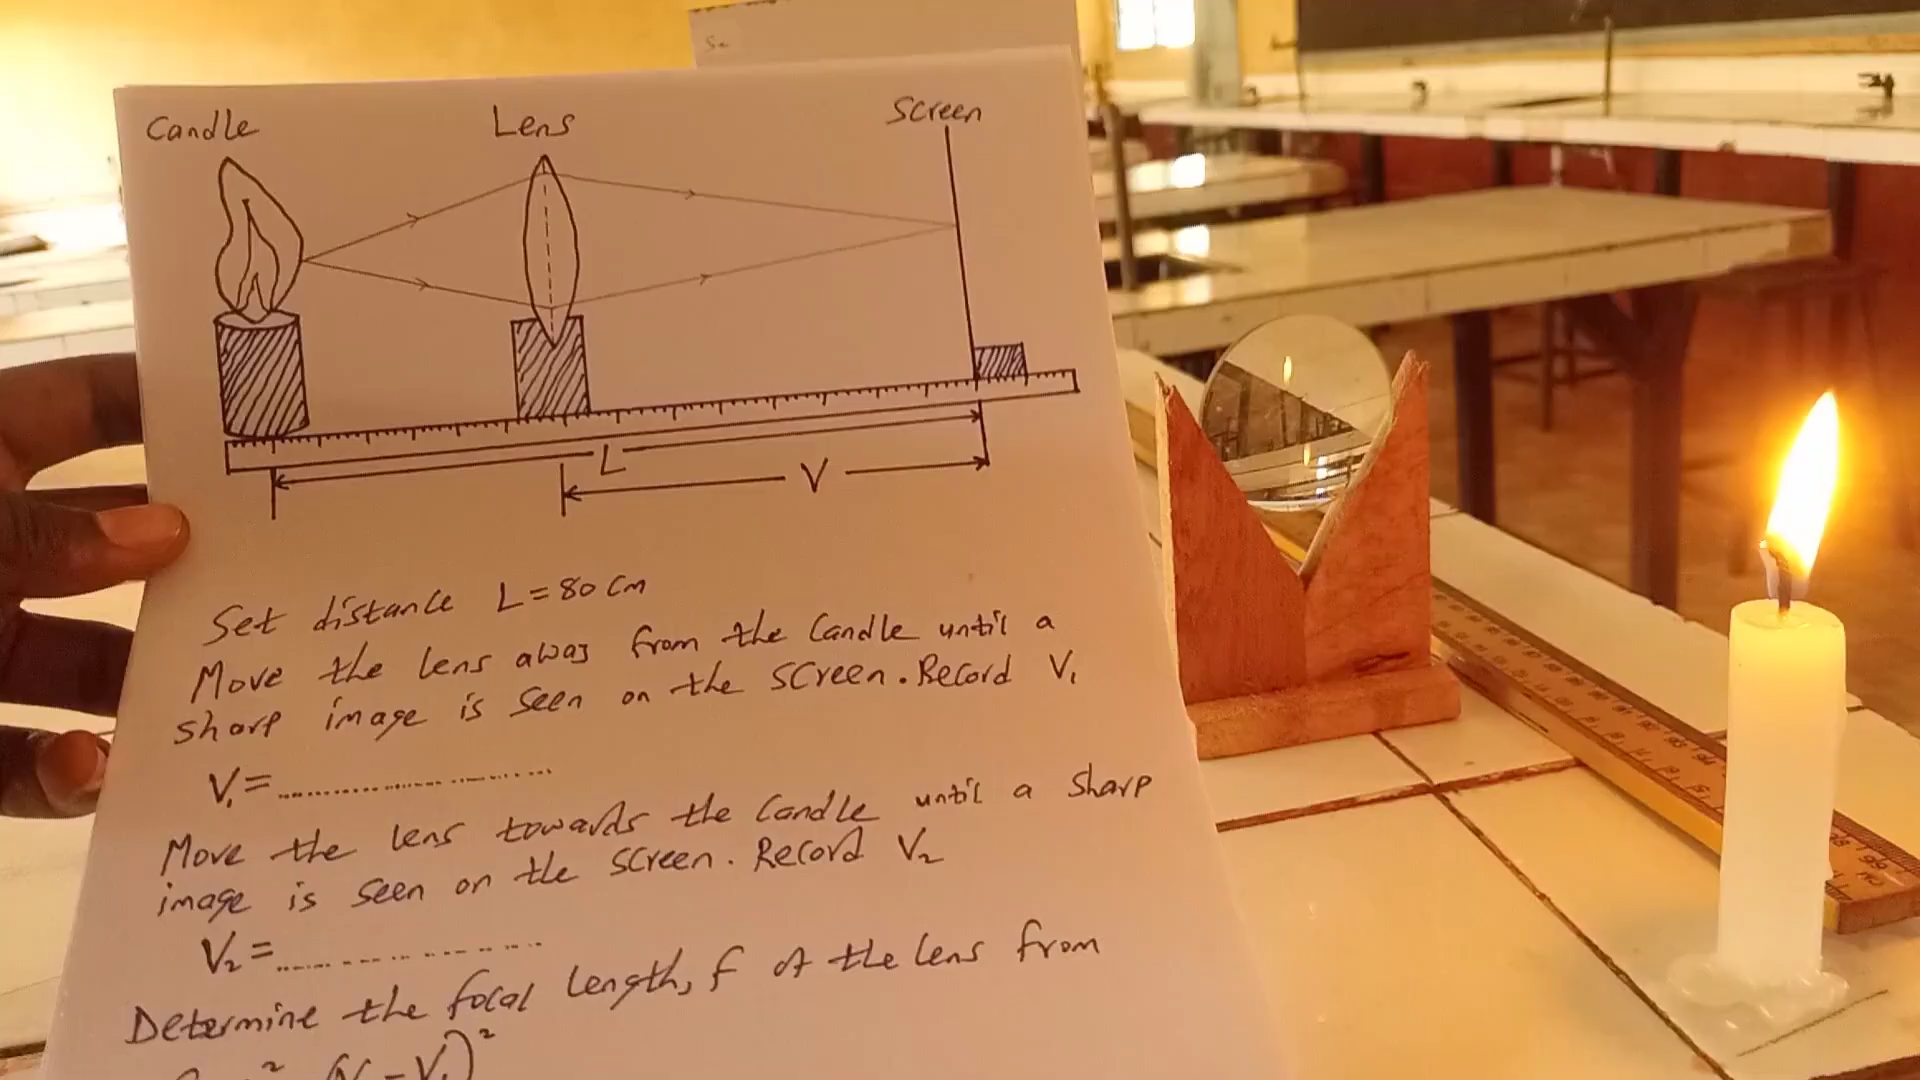 Candle Lens Screen
L
V
Set distance L = 80 cm
Move the lens away from the Candle until a
sharp image is seen on the screen. Record V₁
V₁ = ......................
Move the lens towards the Candle until a sharp
image is seen on the screen. Record V₂
V₂ = ......................
Determine the focal length, f of the lens from